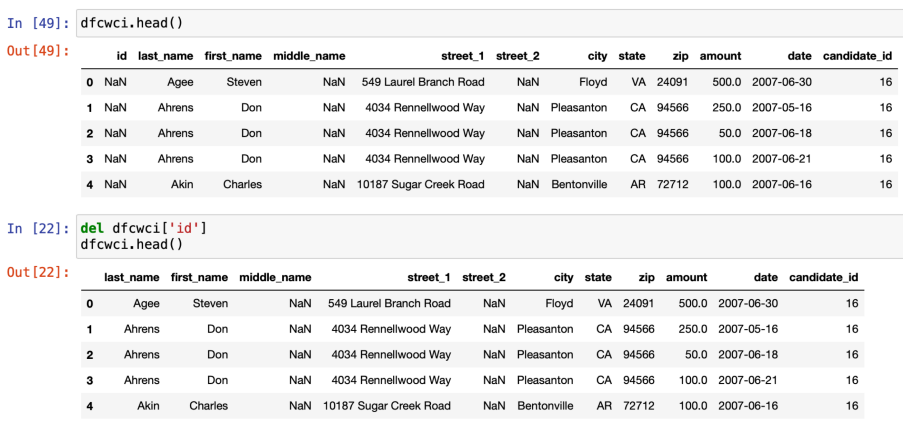 In [49]: dfcwci.head()
Out[49]:
id last_name first_name middle_name street_1 street_2 city state zip amount date candidate_id
0 NaN Agee Steven NaN 549 Laurel Branch Road NaN Floyd VA 24091 500.0 2007-06-30 16
1 NaN Ahrens Don NaN 4034 Rennellwood Way NaN Pleasanton CA 94566 250.0 2007-05-16 16
2 NaN Ahrens Don NaN 4034 Rennellwood Way NaN Pleasanton CA 94566 50.0 2007-06-18 16
3 NaN Ahrens Don NaN 4034 Rennellwood Way NaN Pleasanton CA 94566 100.0 2007-06-21 16
4 NaN Akin Charles NaN 10187 Sugar Creek Road NaN Bentonville AR 72712 100.0 2007-06-16 16
In [22]: del dfcwci['id']
dfcwci.head()
Out[22]:
last_name first_name middle_name street_1 street_2 city state zip amount date candidate_id
0 Agee Steven NaN 549 Laurel Branch Road NaN Floyd VA 24091 500.0 2007-06-30 16
1 Ahrens Don NaN 4034 Rennellwood Way NaN Pleasanton CA 94566 250.0 2007-05-16 16
2 Ahrens Don NaN 4034 Rennellwood Way NaN Pleasanton CA 94566 50.0 2007-06-18 16
3 Ahrens Don NaN 4034 Rennellwood Way NaN Pleasanton CA 94566 100.0 2007-06-21 16
4 Akin Charles NaN 10187 Sugar Creek Road NaN Bentonville AR 72712 100.0 2007-06-16 16